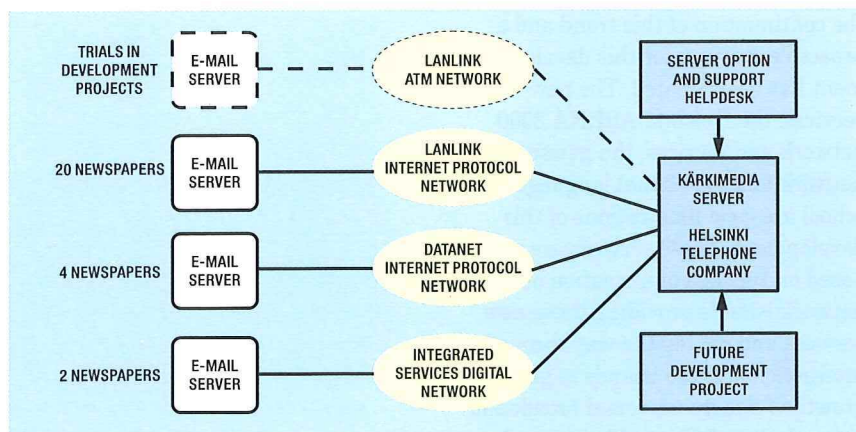 TRIALS IN
DEVELOPMENT
PROJECTS
E-MAIL
SERVER
LANLINK
ATM NETWORK
SERVER OPTION
AND SUPPORT
HELPDESK
20 NEWSPAPERS
E-MAIL
SERVER
LANLINK
INTERNET PROTOCOL
NETWORK
KÄRKIMEDIA
SERVER
HELSINKI
TELEPHONE
COMPANY
4 NEWSPAPERS
E-MAIL
SERVER
DATANET
INTERNET PROTOCOL
NETWORK
2 NEWSPAPERS
E-MAIL
SERVER
INTEGRATED
SERVICES DIGITAL
NETWORK
FUTURE
DEVELOPMENT
PROJECT